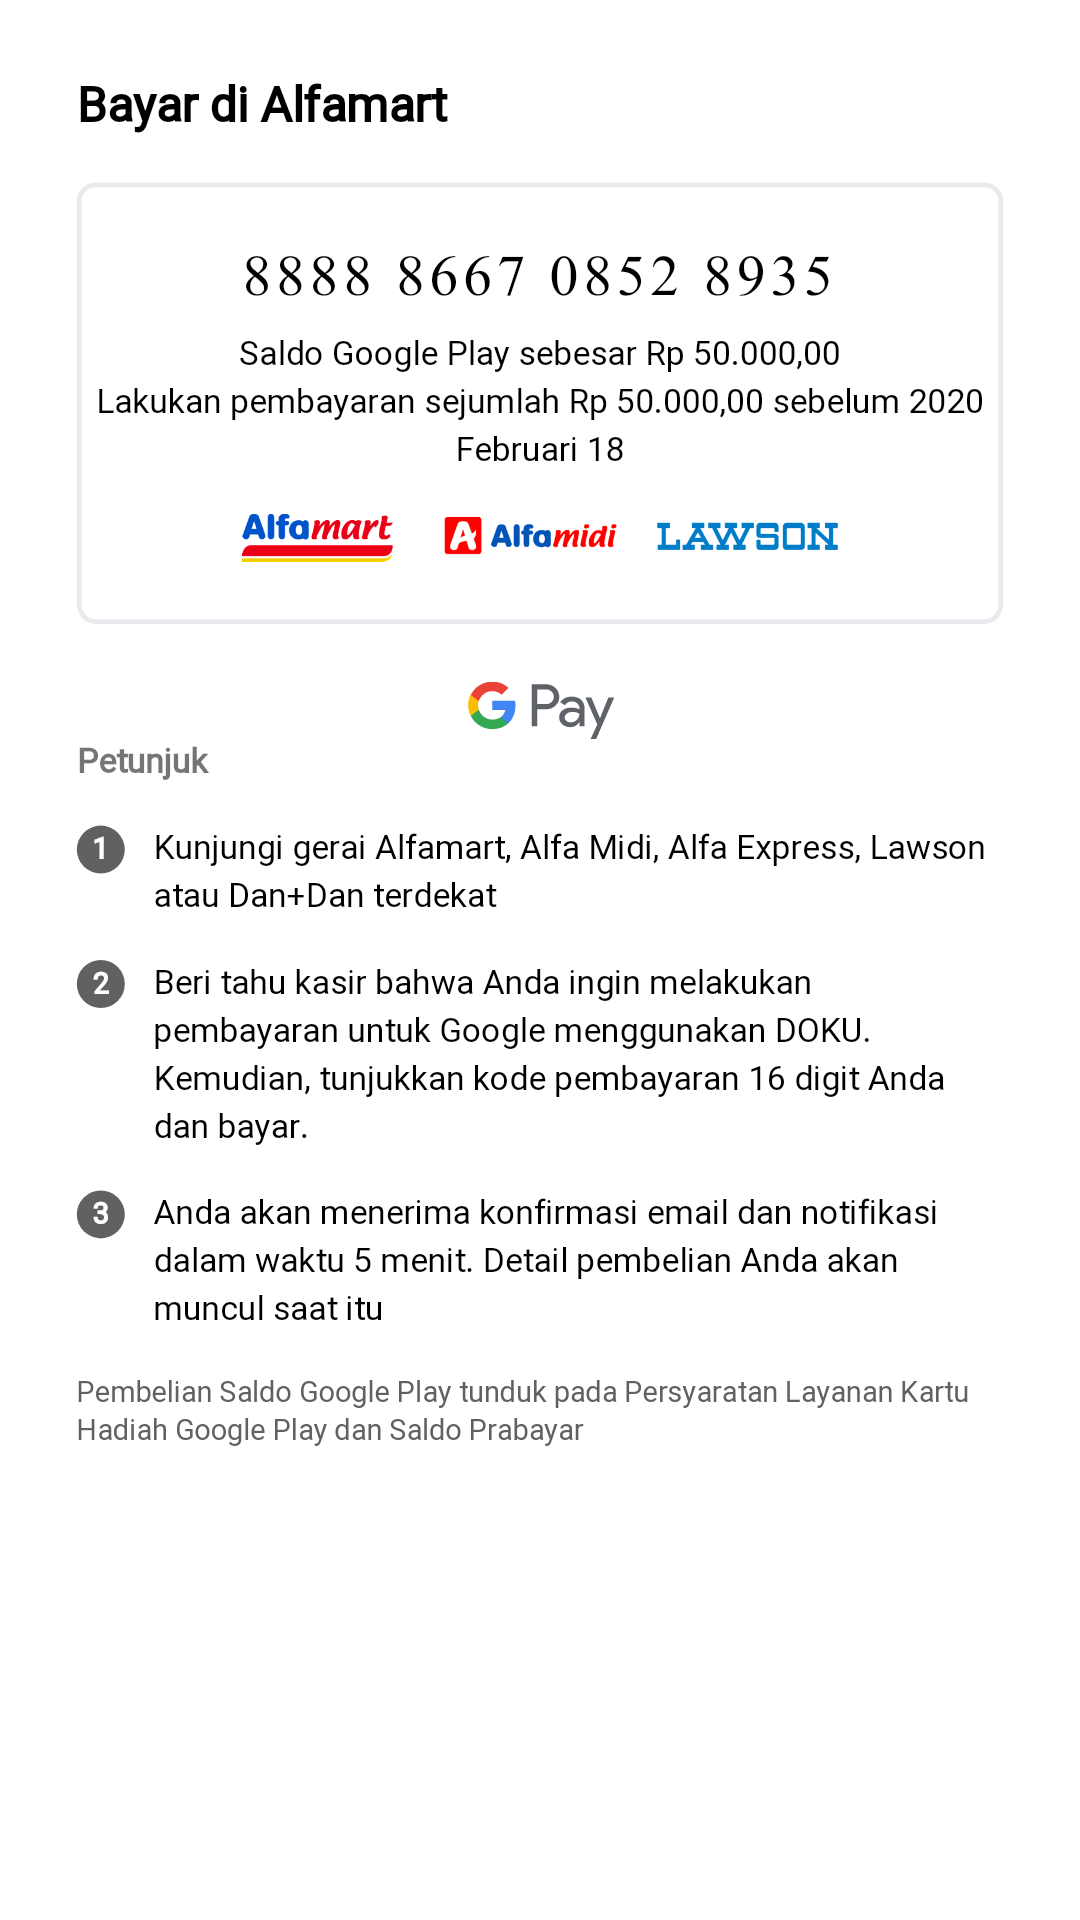 Bayar di Alfamart
8888 8667 0852 8935
Saldo Google Play sebesar Rp 50.000,00
Lakukan pembayaran sejumlah Rp 50.000,00 sebelum 2020
Februari 18
Alfamart Alfamidi LAWSON
G Pay
Petunjuk
1 Kunjungi gerai Alfamart, Alfa Midi, Alfa Express, Lawson
atau Dan+Dan terdekat
2 Beri tahu kasir bahwa Anda ingin melakukan
pembayaran untuk Google menggunakan DOKU.
Kemudian, tunjukkan kode pembayaran 16 digit Anda
dan bayar.
3 Anda akan menerima konfirmasi email dan notifikasi
dalam waktu 5 menit. Detail pembelian Anda akan
muncul saat itu
Pembelian Saldo Google Play tunduk pada Persyaratan Layanan Kartu
Hadiah Google Play dan Saldo Prabayar